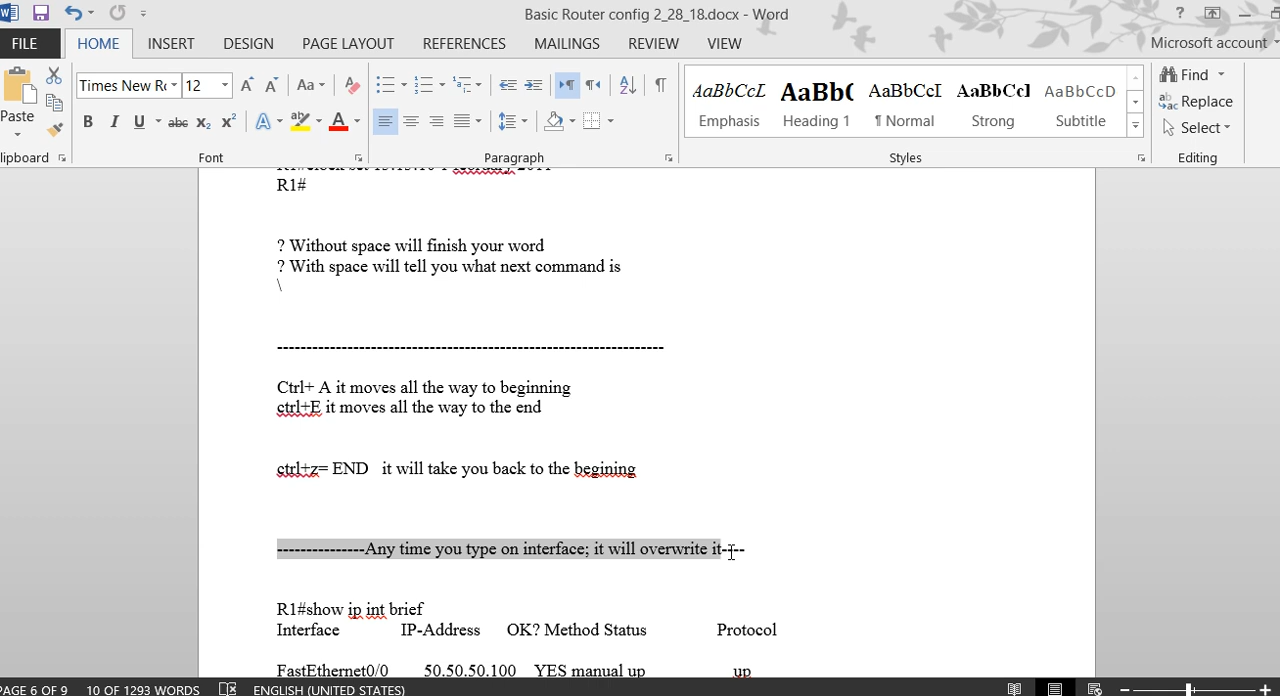 Basic Router config 2_28_18.docx - Word
?
FILE HOME INSERT DESIGN PAGE LAYOUT REFERENCES MAILINGS REVIEW VIEW Microsoft account
Times New Ro 12 Aa AaBbCcL AaBb( AaBbCcI AaBbCcI AaBbCcD Find
Paste B I U abc x₂ x² A A Emphasis Heading 1 ¶ Normal Strong Subtitle Replace
Select
lipboard Font Paragraph Styles Editing
R1#
? Without space will finish your word
? With space will tell you what next command is
\
------------------------------------------------------------------
Ctrl+ A it moves all the way to beginning
ctrl+E it moves all the way to the end
ctrl+z= END it will take you back to the begining
---------------Any time you type on interface; it will overwrite it----
R1#show ip int brief
Interface IP-Address OK? Method Status Protocol
FastEthernet0/0 50.50.50.100 YES manual up up
PAGE 6 OF 9 10 OF 1293 WORDS ENGLISH (UNITED STATES)